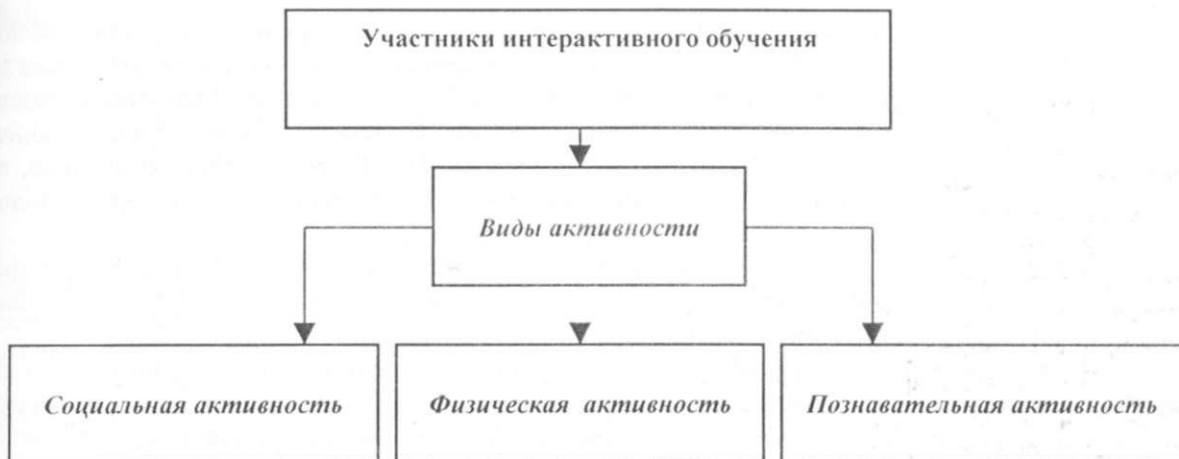 Участники интерактивного обучения
Виды активности
Социальная активность
Физическая активность
Познавательная активность